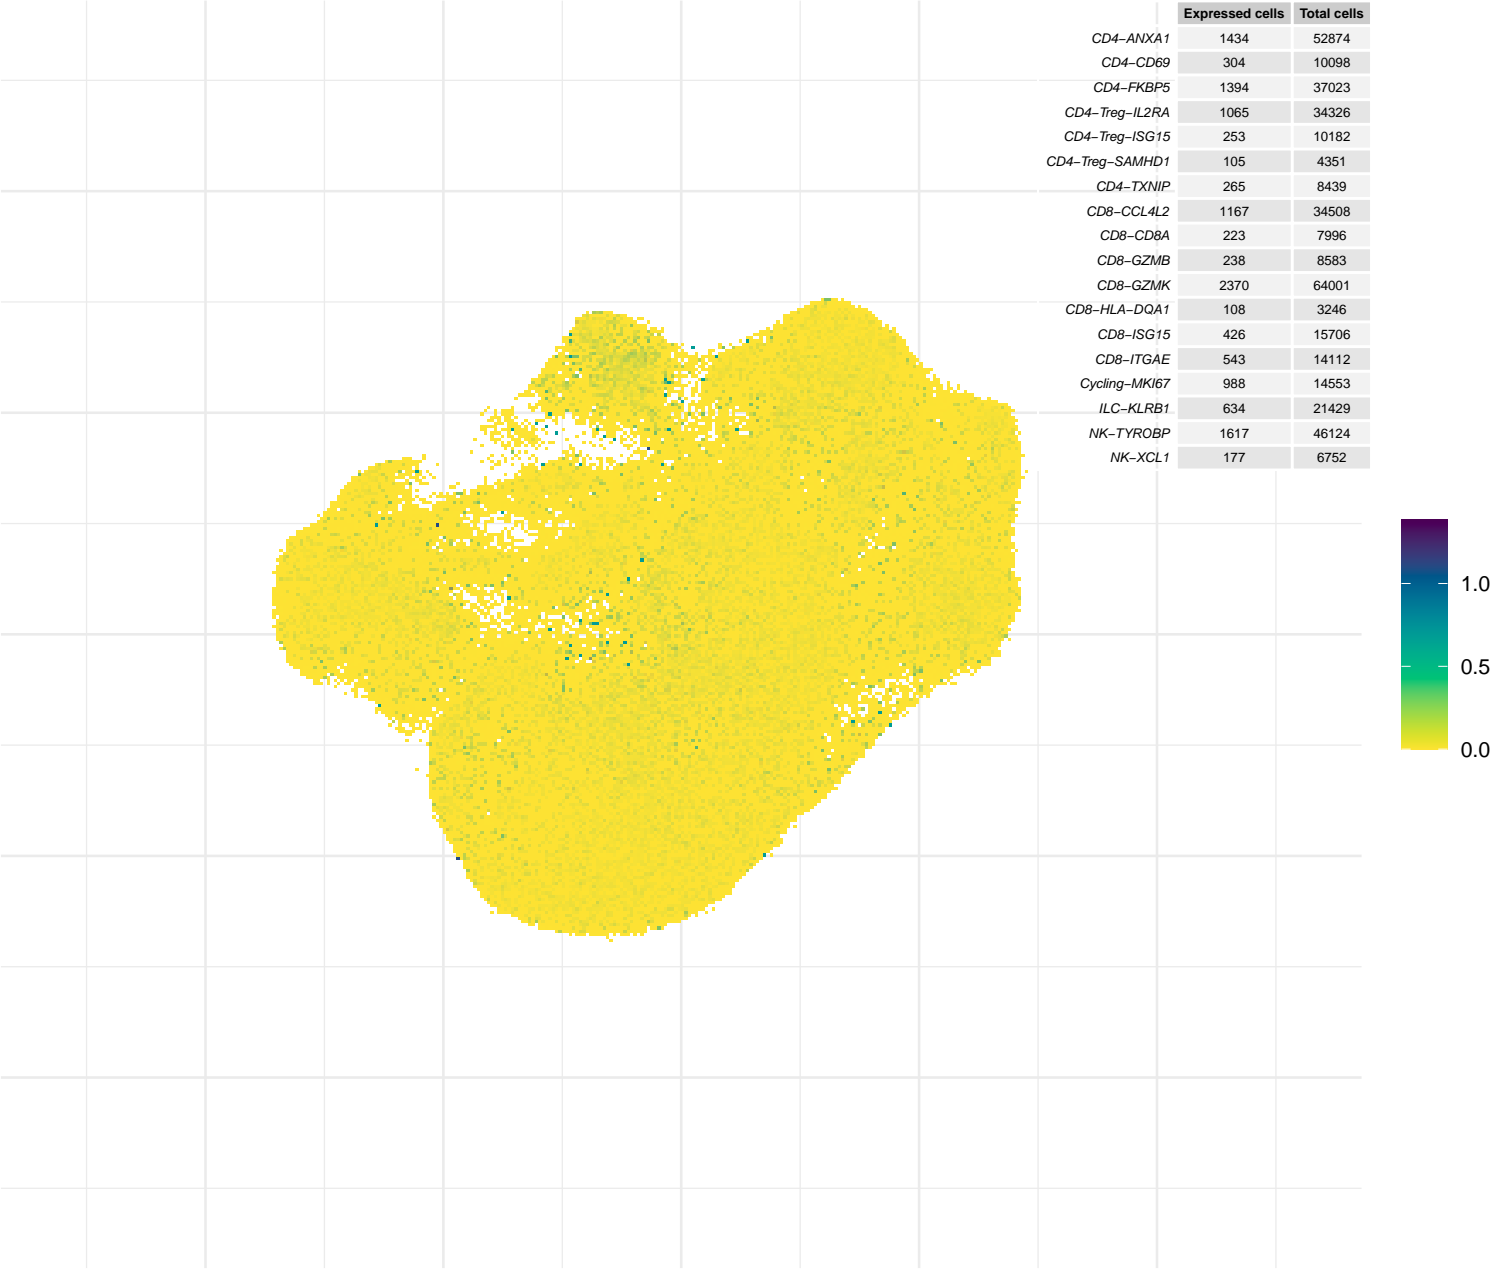 Expressed cells Total cells
CD4−ANXA1 1434 52874
CD4−CD69 304 10098
CD4−FKBP5 1394 37023
CD4−Treg−IL2RA 1065 34326
CD4−Treg−ISG15 253 10182
CD4−Treg−SAMHD1 105 4351
CD4−TXNIP 265 8439
CD8−CCL4L2 1167 34508
CD8−CD8A 223 7996
CD8−GZMB 238 8583
CD8−GZMK 2370 64001
CD8−HLA−DQA1 108 3246
CD8−ISG15 426 15706
CD8−ITGAE 543 14112
Cycling−MKI67 988 14553
ILC−KLRB1 634 21429
NK−TYROBP 1617 46124
NK−XCL1 177 6752
1.0
0.5
0.0